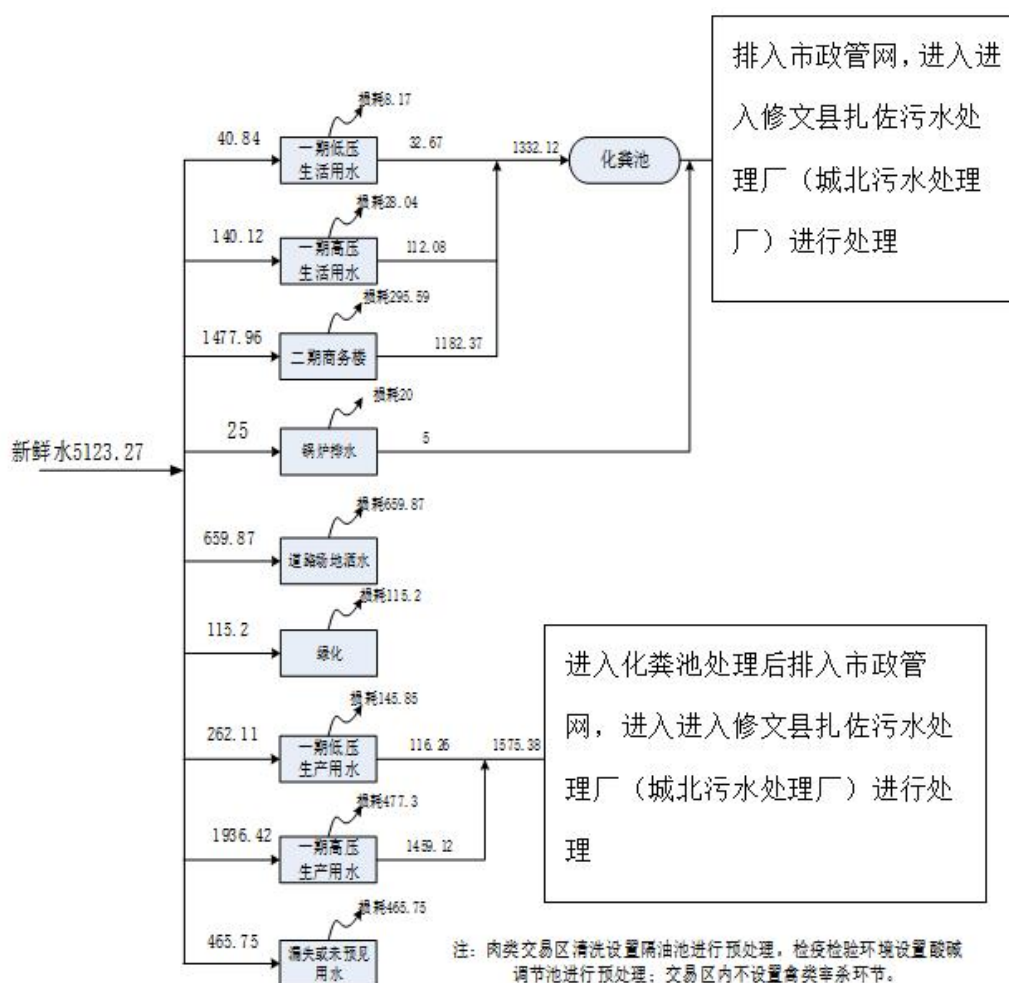 排入市政管网，进入进
入修文县扎佐污水处
理厂（城北污水处理
厂）进行处理
损耗8.17
40.84
一期低压
生活用水
32.67
1332.12
化粪池
损耗28.04
140.12
一期高压
生活用水
112.08
损耗295.59
1477.96
二期商务楼
1182.37
损耗20
25
锅炉排水
5
新鲜水5123.27
损耗659.87
659.87
道路场地洒水
损耗115.2
115.2
绿化
进入化粪池处理后排入市政管
网，进入进入修文县扎佐污水处
理厂（城北污水处理厂）进行处
理
损耗145.85
262.11
一期低压
生产用水
116.26
1575.38
损耗477.3
1936.42
一期高压
生产用水
1459.12
损耗465.75
465.75
漏失或未预见
用水
注：肉类交易区清洗设置隔油池进行预处理，检疫检验环境设置酸碱
调节池进行预处理；交易区内不设置禽类宰杀环节。